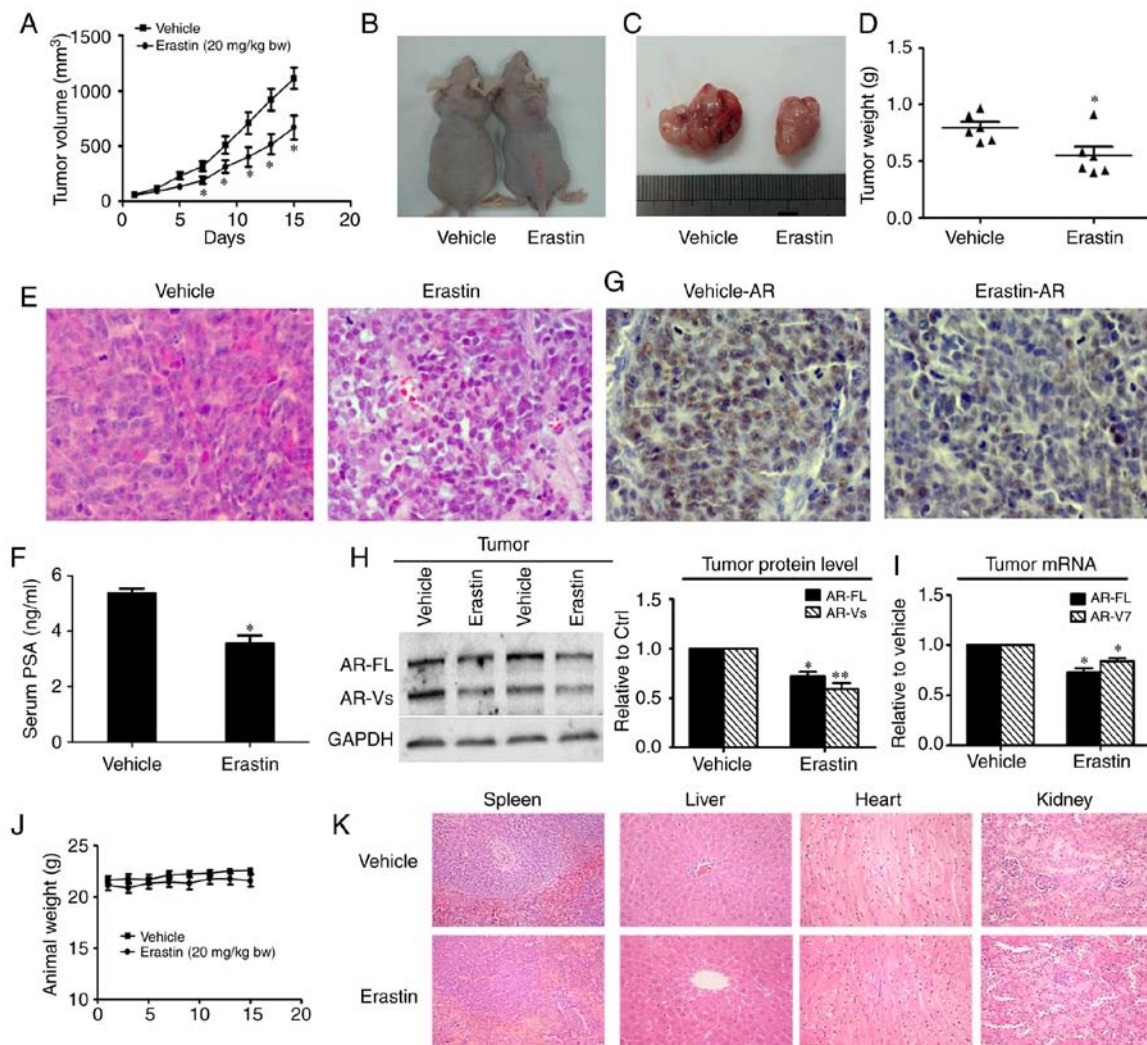 A
Vehicle
Erastin (20 mg/kg bw)
Tumor volume (mm³)
1500
1000
500
0
0 5 10 15 20
Days
*
*
*
*
*
B
Vehicle Erastin
C
Vehicle Erastin
D
Tumor weight (g)
1.5
1.0
0.5
0.0
*
Vehicle Erastin
E
Vehicle Erastin
G
Vehicle-AR Erastin-AR
F
Serum PSA (ng/ml)
6
4
2
0
*
Vehicle Erastin
H
Tumor
Vehicle Erastin Vehicle Erastin
AR-FL
AR-Vs
GAPDH
Tumor protein level
AR-FL
AR-Vs
Relative to Ctrl
1.5
1.0
0.5
0.0
* **
Vehicle Erastin
I
Tumor mRNA
AR-FL
AR-V7
Relative to vehicle
1.5
1.0
0.5
0.0
* *
Vehicle Erastin
J
Animal weight (g)
25
22
19
16
13
10
Vehicle
Erastin (20 mg/kg bw)
0 5 10 15 20
K
Spleen Liver Heart Kidney
Vehicle
Erastin